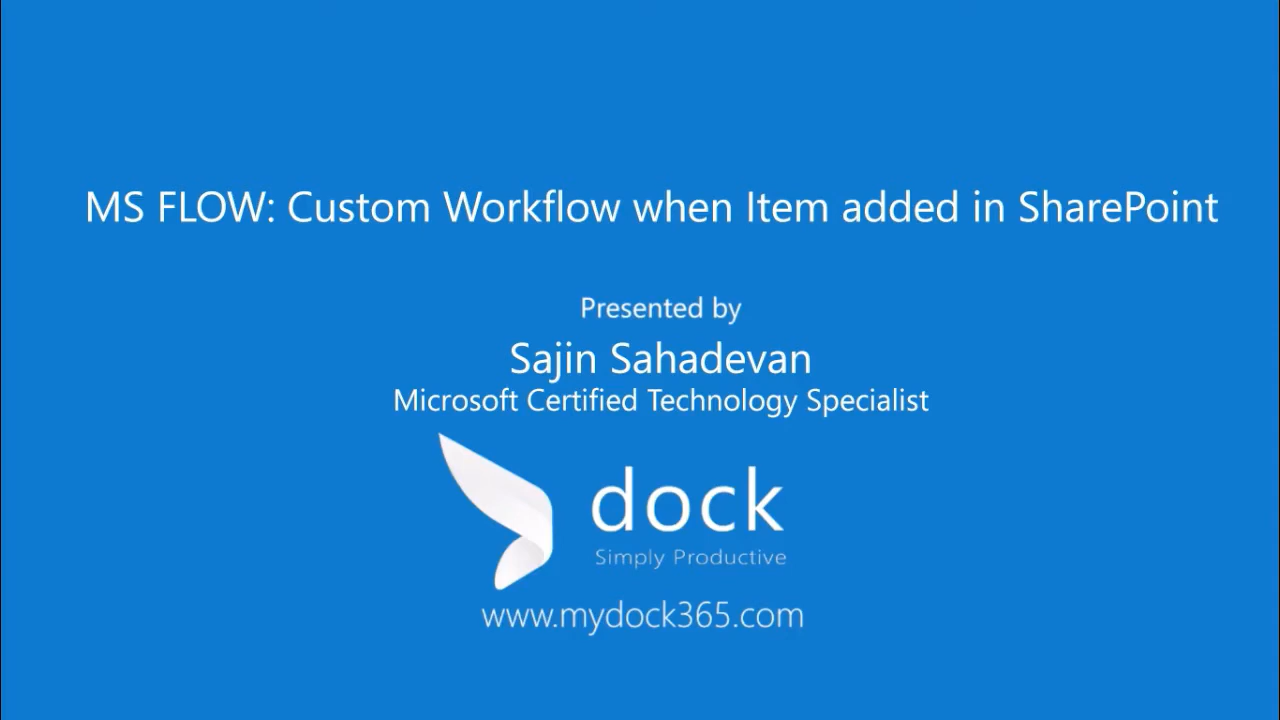 MS FLOW: Custom Workflow when Item added in SharePoint
Presented by
Sajin Sahadevan
Microsoft Certified Technology Specialist
dock
Simply Productive
www.mydock365.com